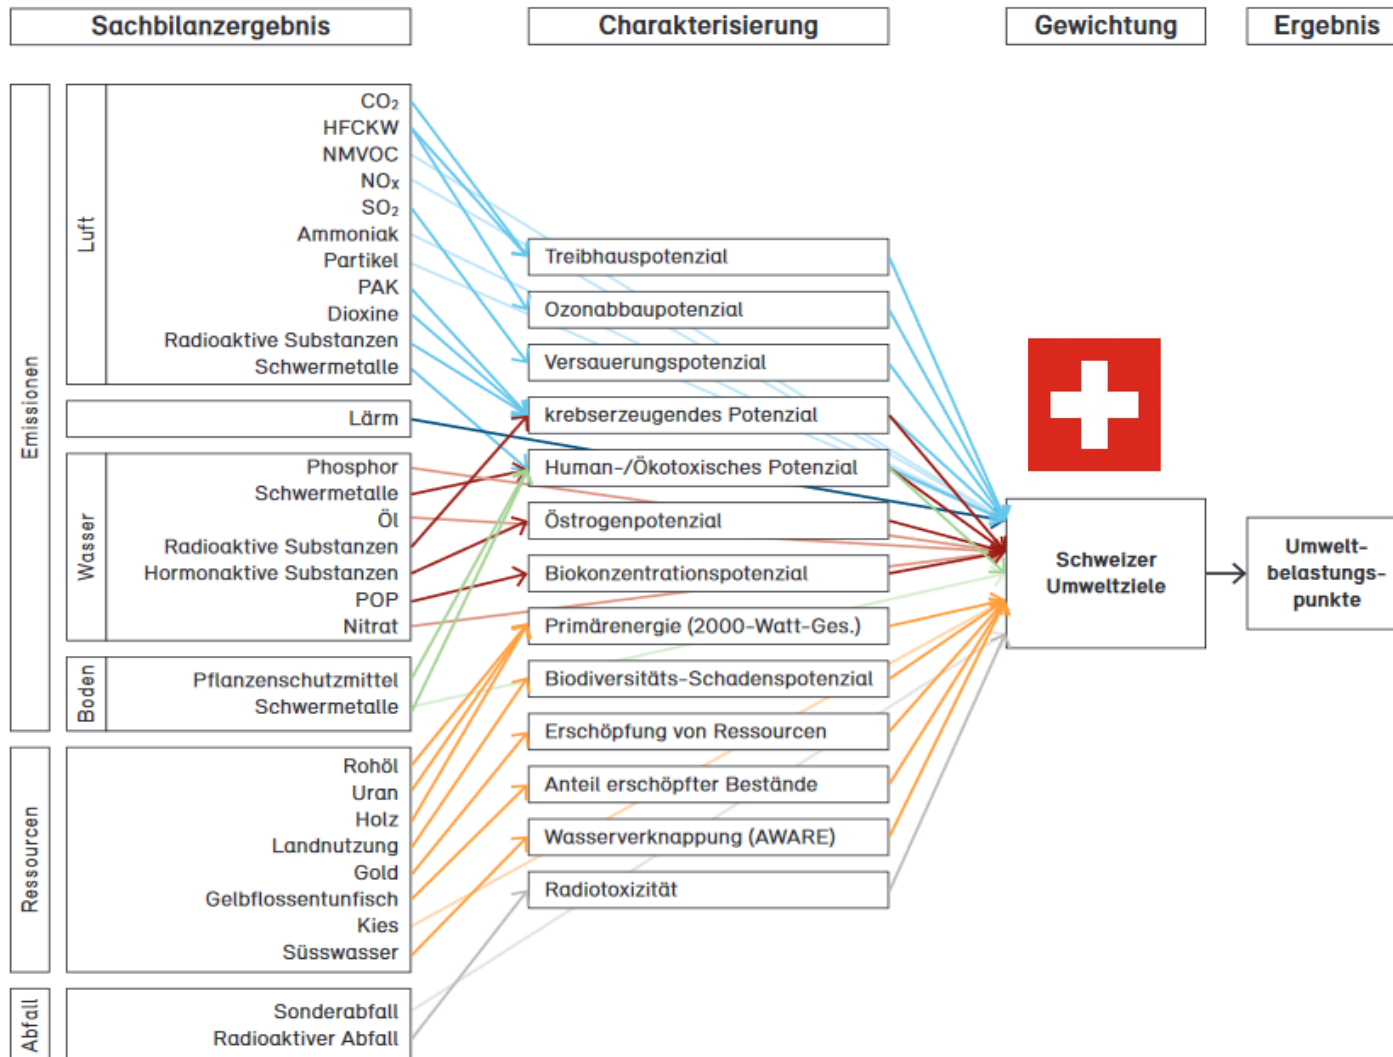 Sachbilanzergebnis
Charakterisierung
Gewichtung
Ergebnis
Emissionen
Luft
CO₂
HFCKW
NMVOC
NOₓ
SO₂
Ammoniak
Partikel
PAK
Dioxine
Radioaktive Substanzen
Schwermetalle
Lärm
Wasser
Phosphor
Schwermetalle
Öl
Radioaktive Substanzen
Hormonaktive Substanzen
POP
Nitrat
Boden
Pflanzenschutzmittel
Schwermetalle
Ressourcen
Rohöl
Uran
Holz
Landnutzung
Gold
Gelbflossentunfisch
Kies
Süsswasser
Abfall
Sonderabfall
Radioaktiver Abfall
Treibhauspotenzial
Ozonabbaupotenzial
Versauerungspotenzial
krebserzeugendes Potenzial
Human-/Ökotoxisches Potenzial
Östrogenpotenzial
Biokonzentrationspotenzial
Primärenergie (2000-Watt-Ges.)
Biodiversitäts-Schadenspotenzial
Erschöpfung von Ressourcen
Anteil erschöpfter Bestände
Wasserverknappung (AWARE)
Radiotoxizität
Schweizer
Umweltziele
Umwelt-
belastungs-
punkte